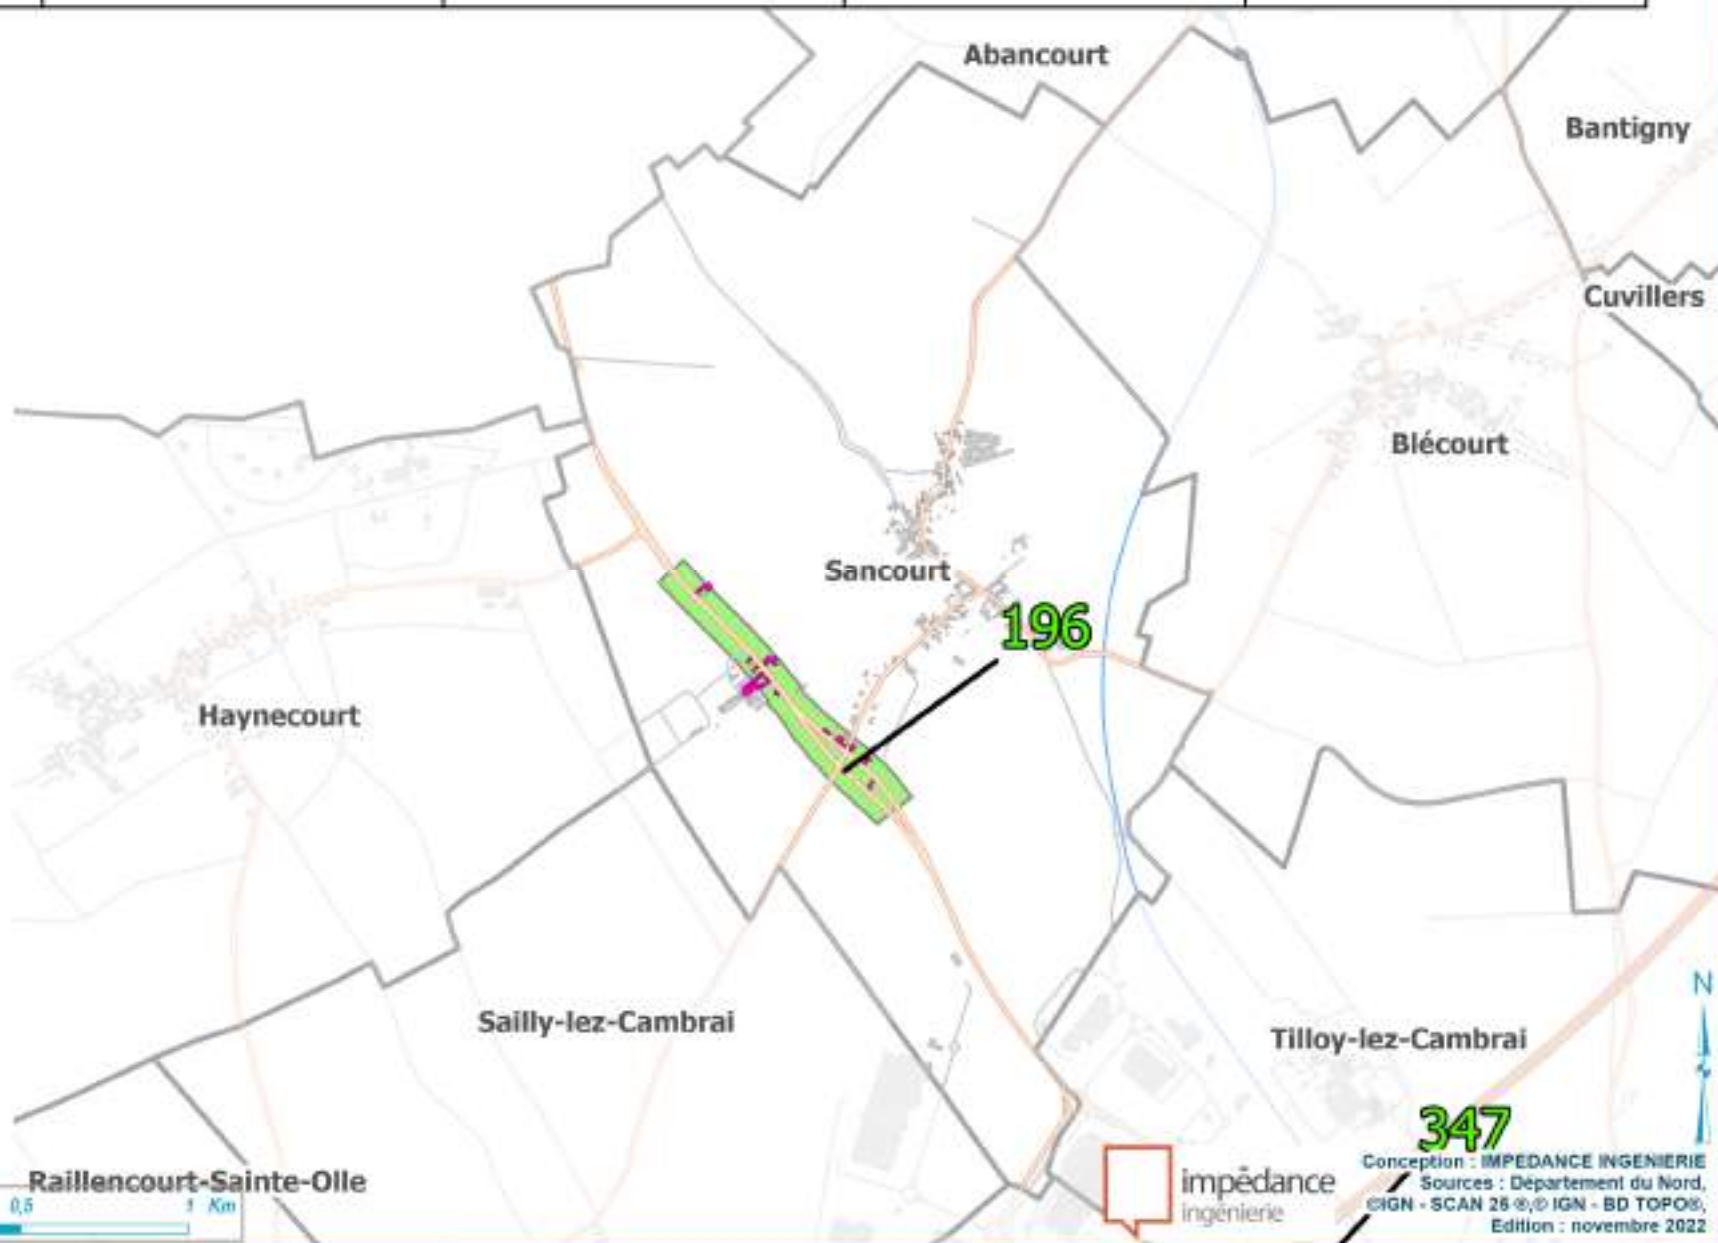 Abancourt
Bantigny
Cuvillers
Blécourt
Sancourt
196
Haynecourt
Sailly-lez-Cambrai
Tilloy-lez-Cambrai
N
347
Raillencourt-Sainte-Olle
0,5 1 Km
impédance
ingénierie
Conception : IMPEDANCE INGENIERIE
Sources : Département du Nord,
©IGN - SCAN 26 ®,© IGN - BD TOPO®,
Edition : novembre 2022